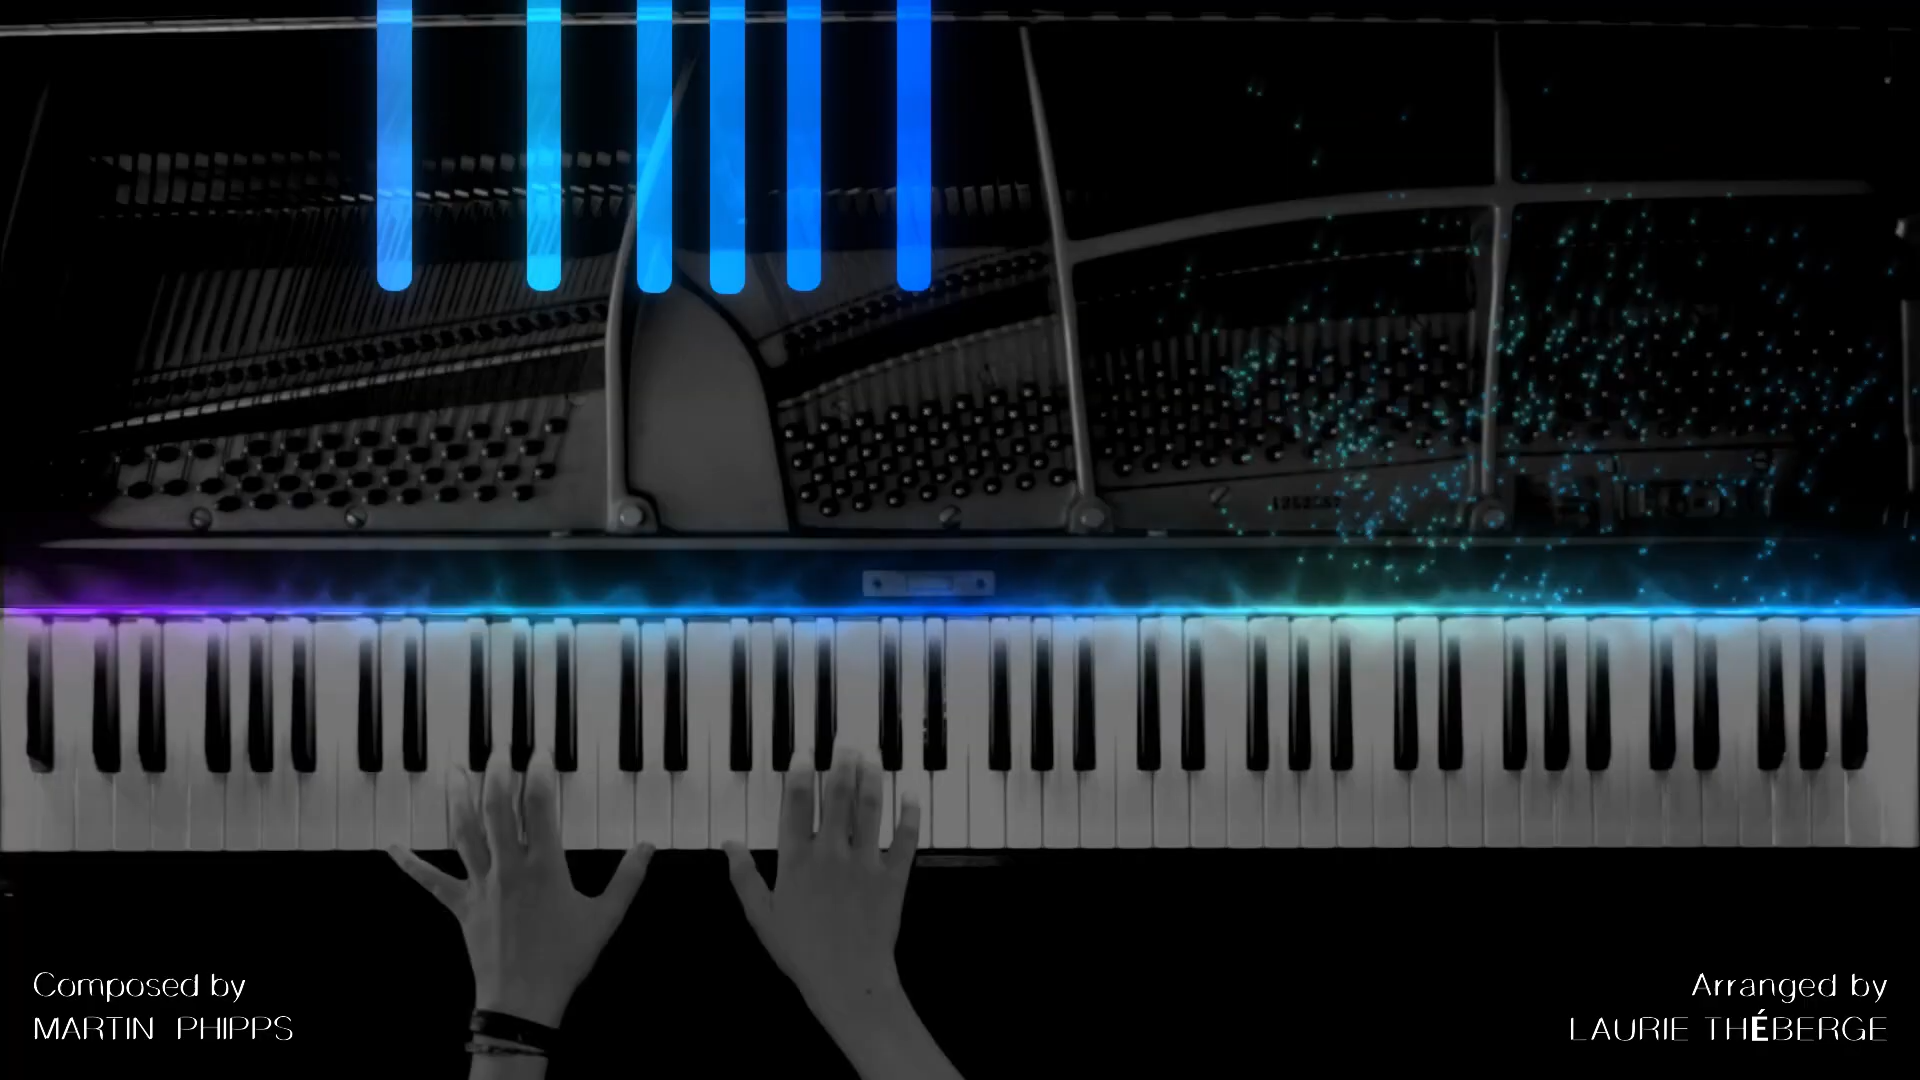 Composed by
MARTIN PHIPPS
Arranged by
LAURIE THÉBERGE